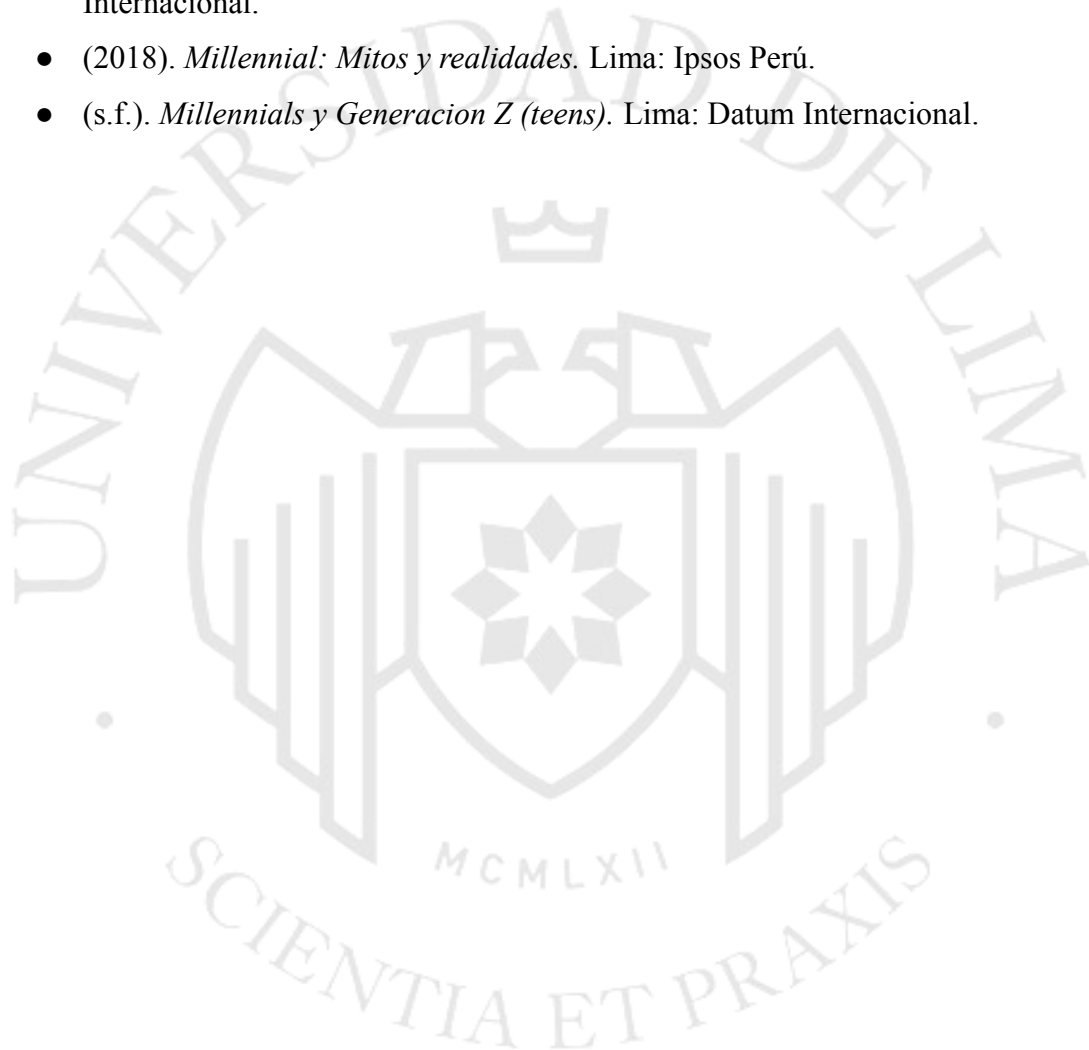 Internacional.
● (2018). Millennial: Mitos y realidades. Lima: Ipsos Perú.
● (s.f.). Millennials y Generacion Z (teens). Lima: Datum Internacional.
UNIVERSIDAD DE LIMA
MCMLXII
SCIENTIA ET PRAXIS